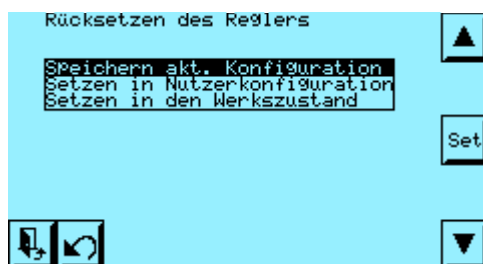 Rücksetzen des Reglers
Speichern akt. Konfiguration
Setzen in Nutzerkonfiguration
Setzen in den Werkszustand
Set